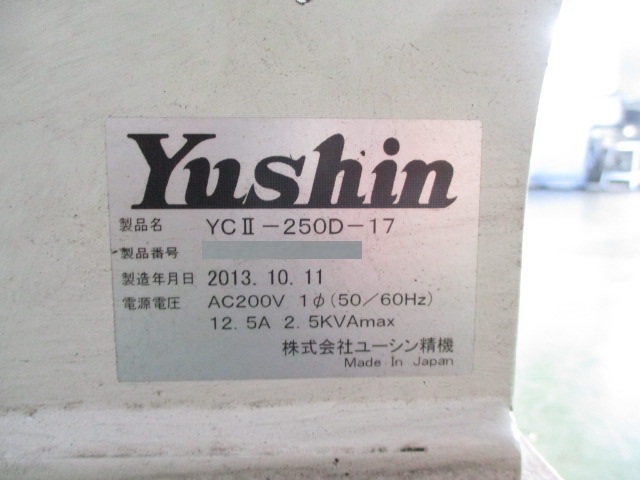 Yushin
製品名 YCⅡ-250D-17
製品番号
製造年月日 2013.10.11
電源電圧 AC200V 1φ(50/60Hz)
12.5A 2.5KVAmax
株式会社ユーシン精機
Made In Japan